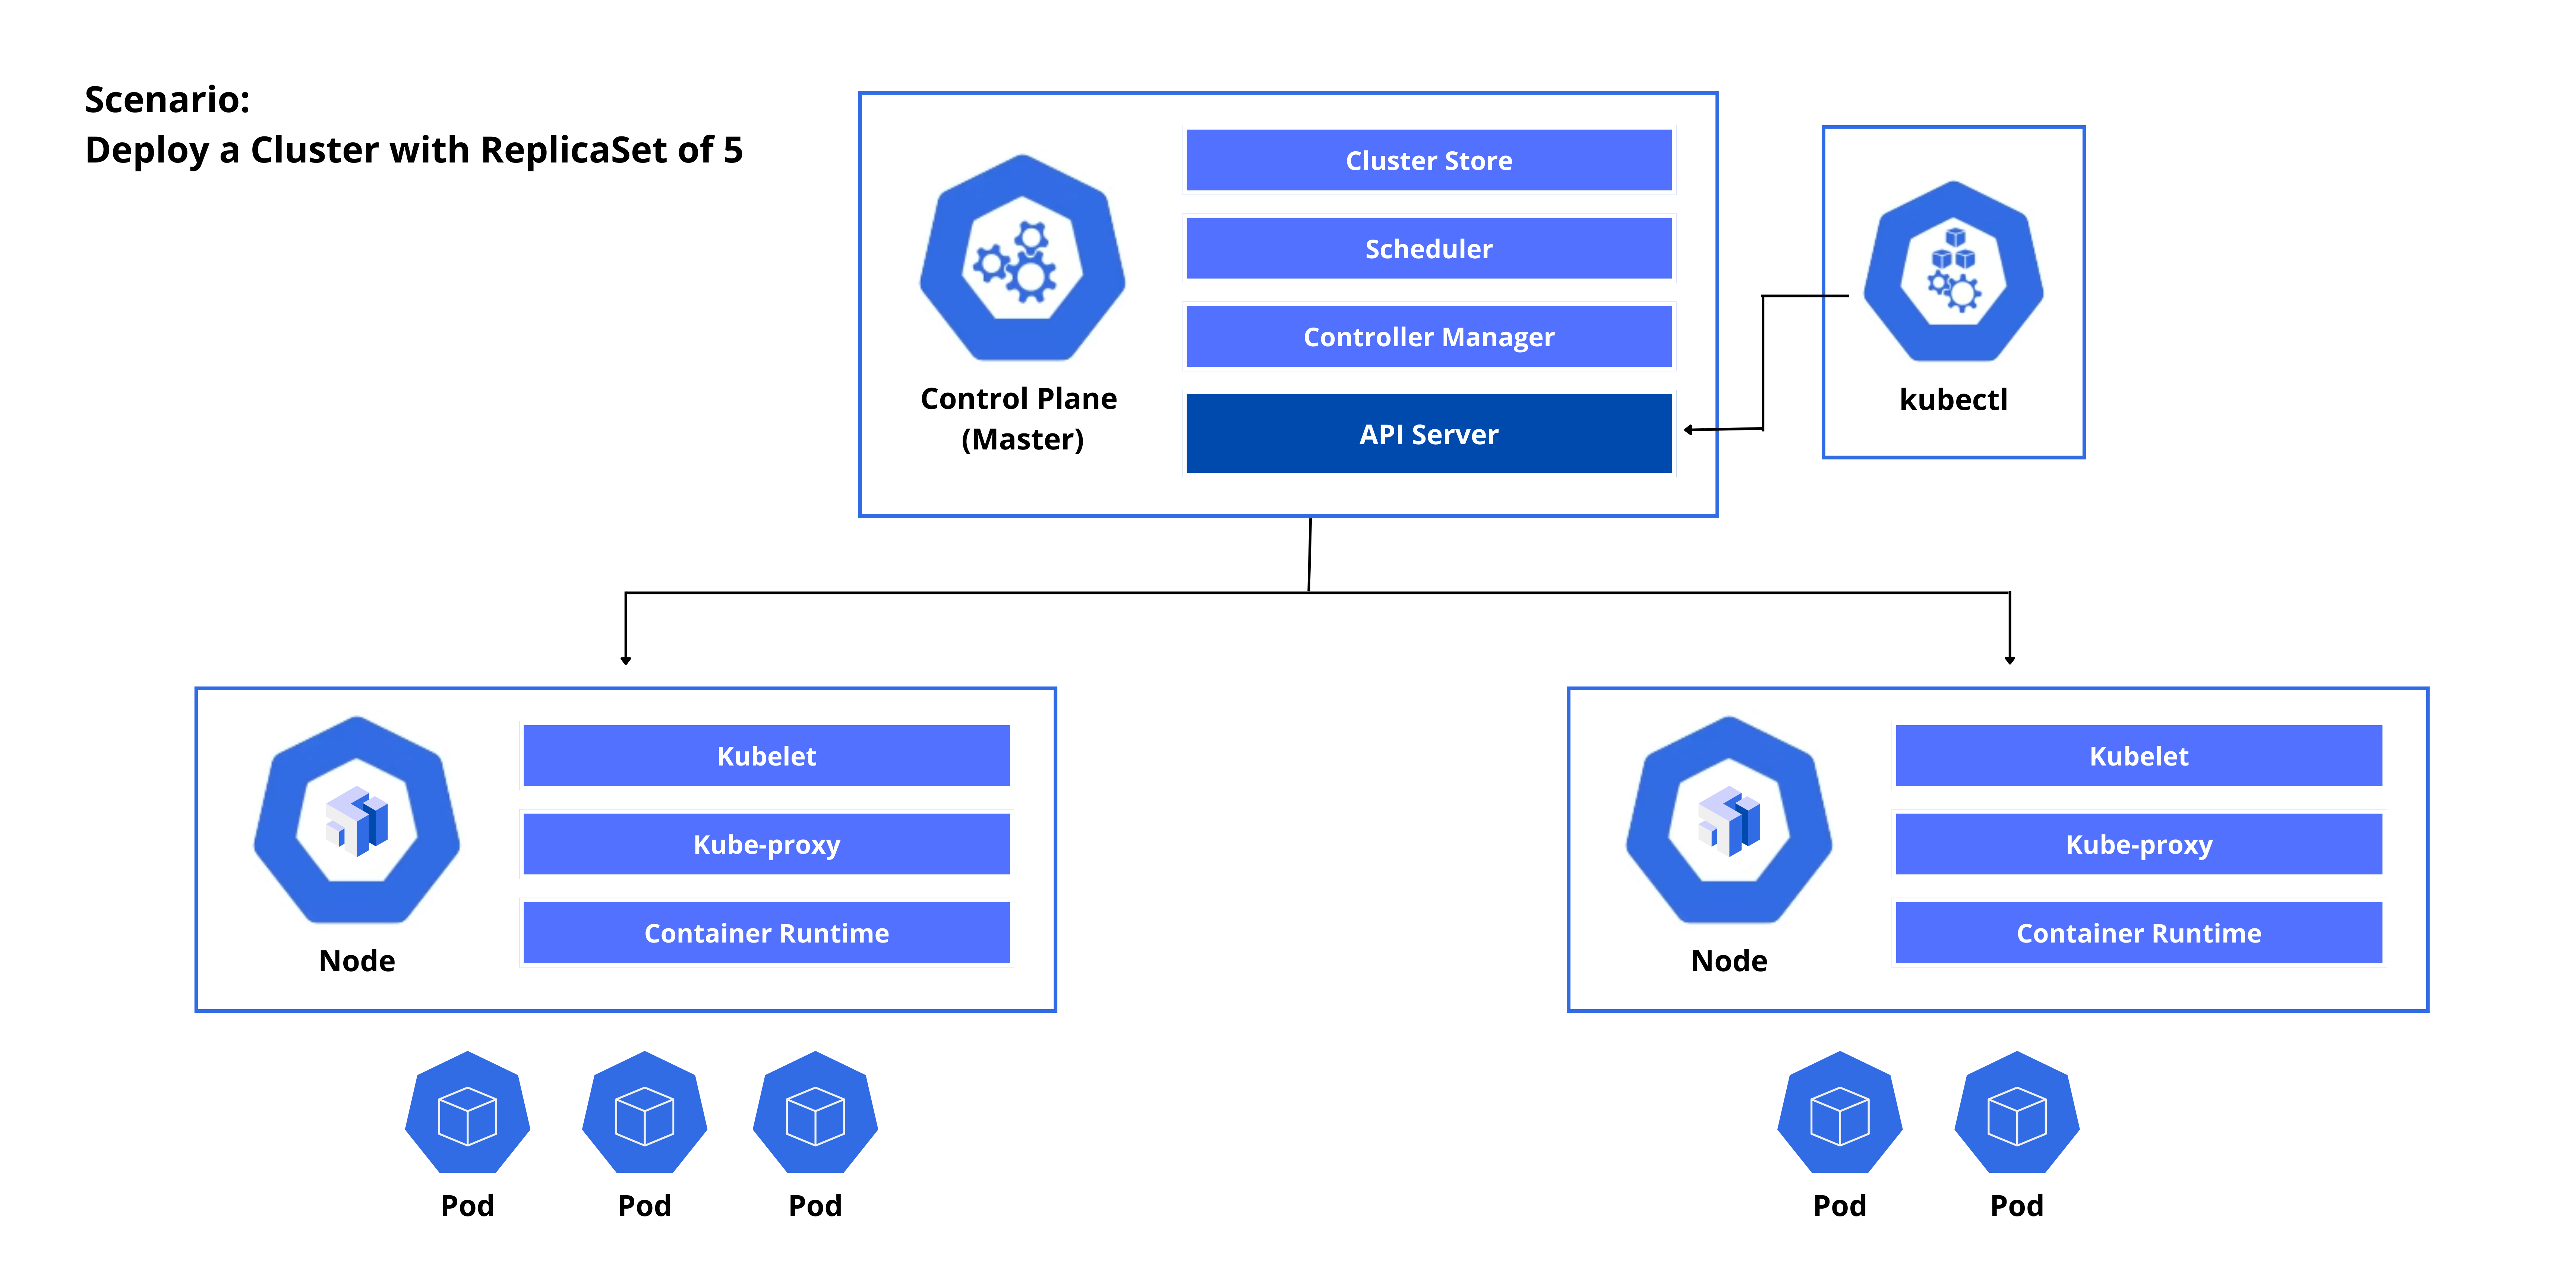 Scenario:
Deploy a Cluster with ReplicaSet of 5
Cluster Store
Scheduler
Controller Manager
API Server
Control Plane
(Master)
kubectl
Kubelet
Kube-proxy
Container Runtime
Node
Kubelet
Kube-proxy
Container Runtime
Node
Pod
Pod
Pod
Pod
Pod